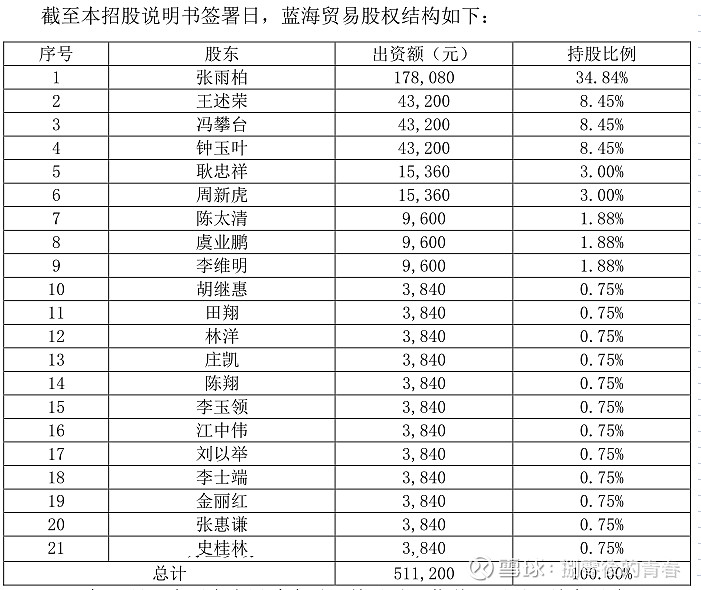 截至本招股说明书签署日，蓝海贸易股权结构如下：
序号 股东 出资额（元） 持股比例
1 张雨柏 178,080 34.84%
2 王述荣 43,200 8.45%
3 冯攀台 43,200 8.45%
4 钟玉叶 43,200 8.45%
5 耿忠祥 15,360 3.00%
6 周新虎 15,360 3.00%
7 陈太清 9,600 1.88%
8 虞业鹏 9,600 1.88%
9 李维明 9,600 1.88%
10 胡继惠 3,840 0.75%
11 田翔 3,840 0.75%
12 林洋 3,840 0.75%
13 庄凯 3,840 0.75%
14 陈翔 3,840 0.75%
15 李玉领 3,840 0.75%
16 江中伟 3,840 0.75%
17 刘以举 3,840 0.75%
18 李士端 3,840 0.75%
19 金丽红 3,840 0.75%
20 张惠谦 3,840 0.75%
21 史桂林 3,840 0.75%
总计 511,200 100.00%
雪球：捌零後的青春